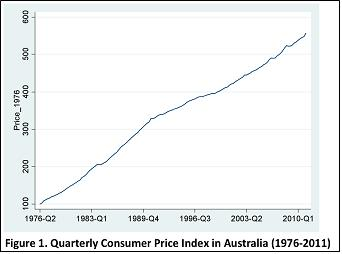 600
500
400
300
200
100
Price_1976
1976-Q2 1983-Q1 1989-Q4 1996-Q3 2003-Q2 2010-Q1
Figure 1. Quarterly Consumer Price Index in Australia (1976-2011)